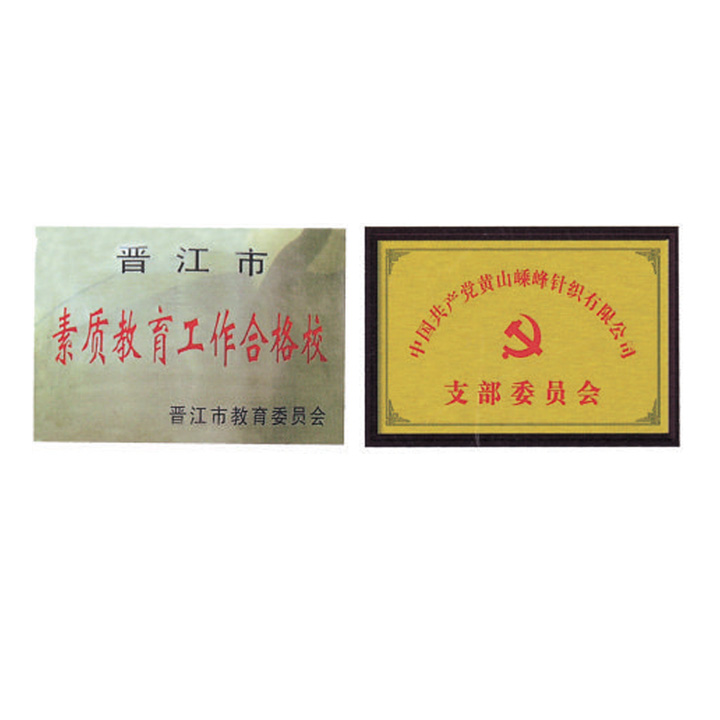 晋江市
素质教育工作合格校
晋江市教育委员会
中国共产党黄山嵊峰针织有限公司
支部委员会